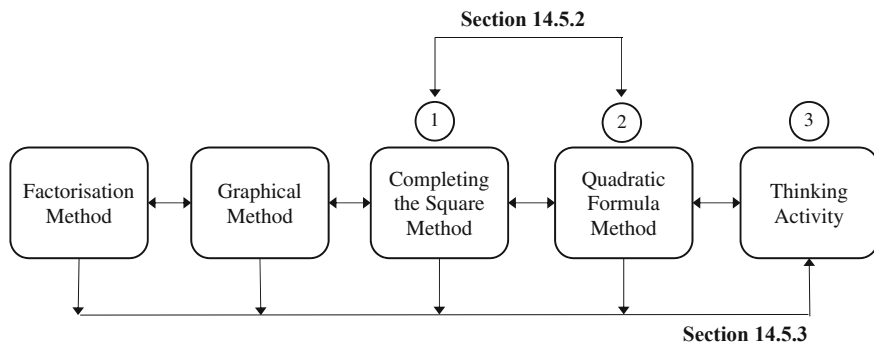 Section 14.5.2
1
2
3
Factorisation
Method
Graphical
Method
Completing
the Square
Method
Quadratic
Formula
Method
Thinking
Activity
Section 14.5.3